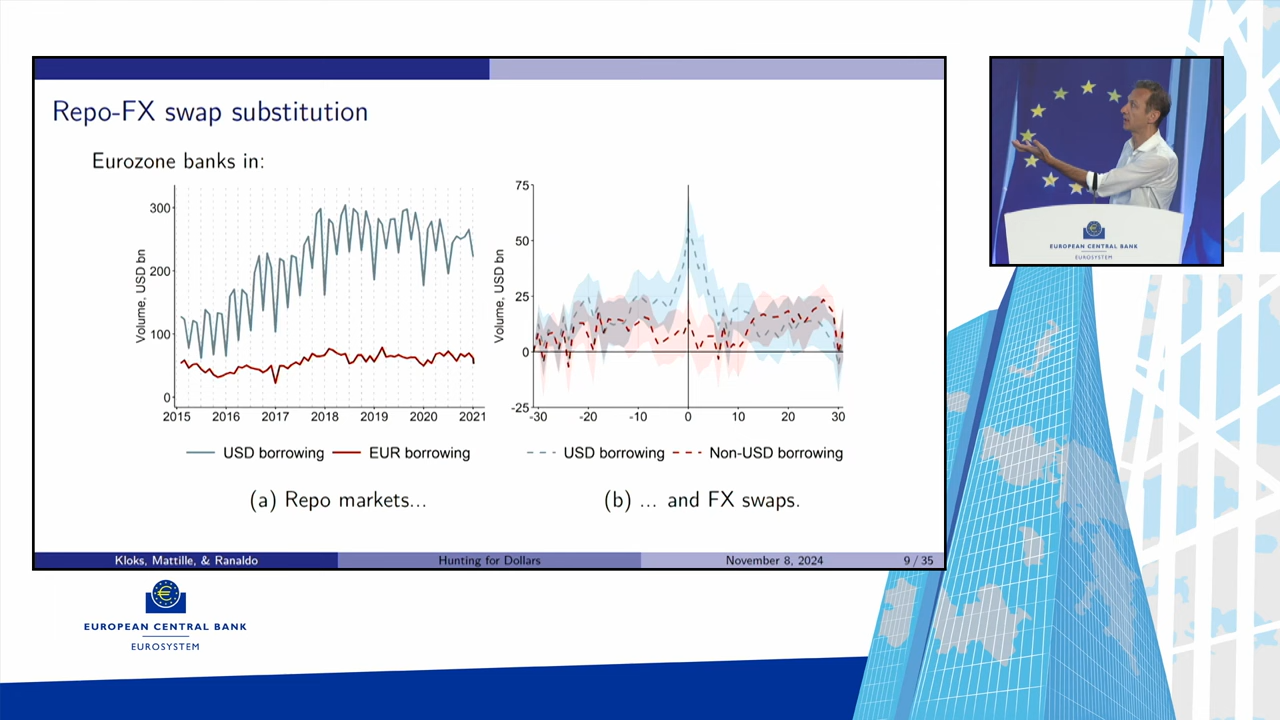 Repo-FX swap substitution
Eurozone banks in:
Volume, USD bn
300
200
100
0
2015 2016 2017 2018 2019 2020 2021
USD borrowing EUR borrowing
(a) Repo markets...
Volume, USD bn
75
50
25
0
-25
-30 -20 -10 0 10 20 30
USD borrowing Non-USD borrowing
(b) ... and FX swaps.
Kloks, Mattille, & Ranaldo Hunting for Dollars November 8, 2024 9 / 35
EUROPEAN CENTRAL BANK
EUROSYSTEM
EUROPEAN CENTRAL BANK
EUROSYSTEM